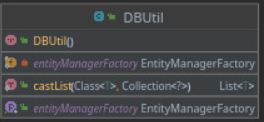 DBUtil
DBUtil()
entityManagerFactory EntityManagerFactory
castList(Class<T>, Collection<?>) List<T>
entityManagerFactory EntityManagerFactory